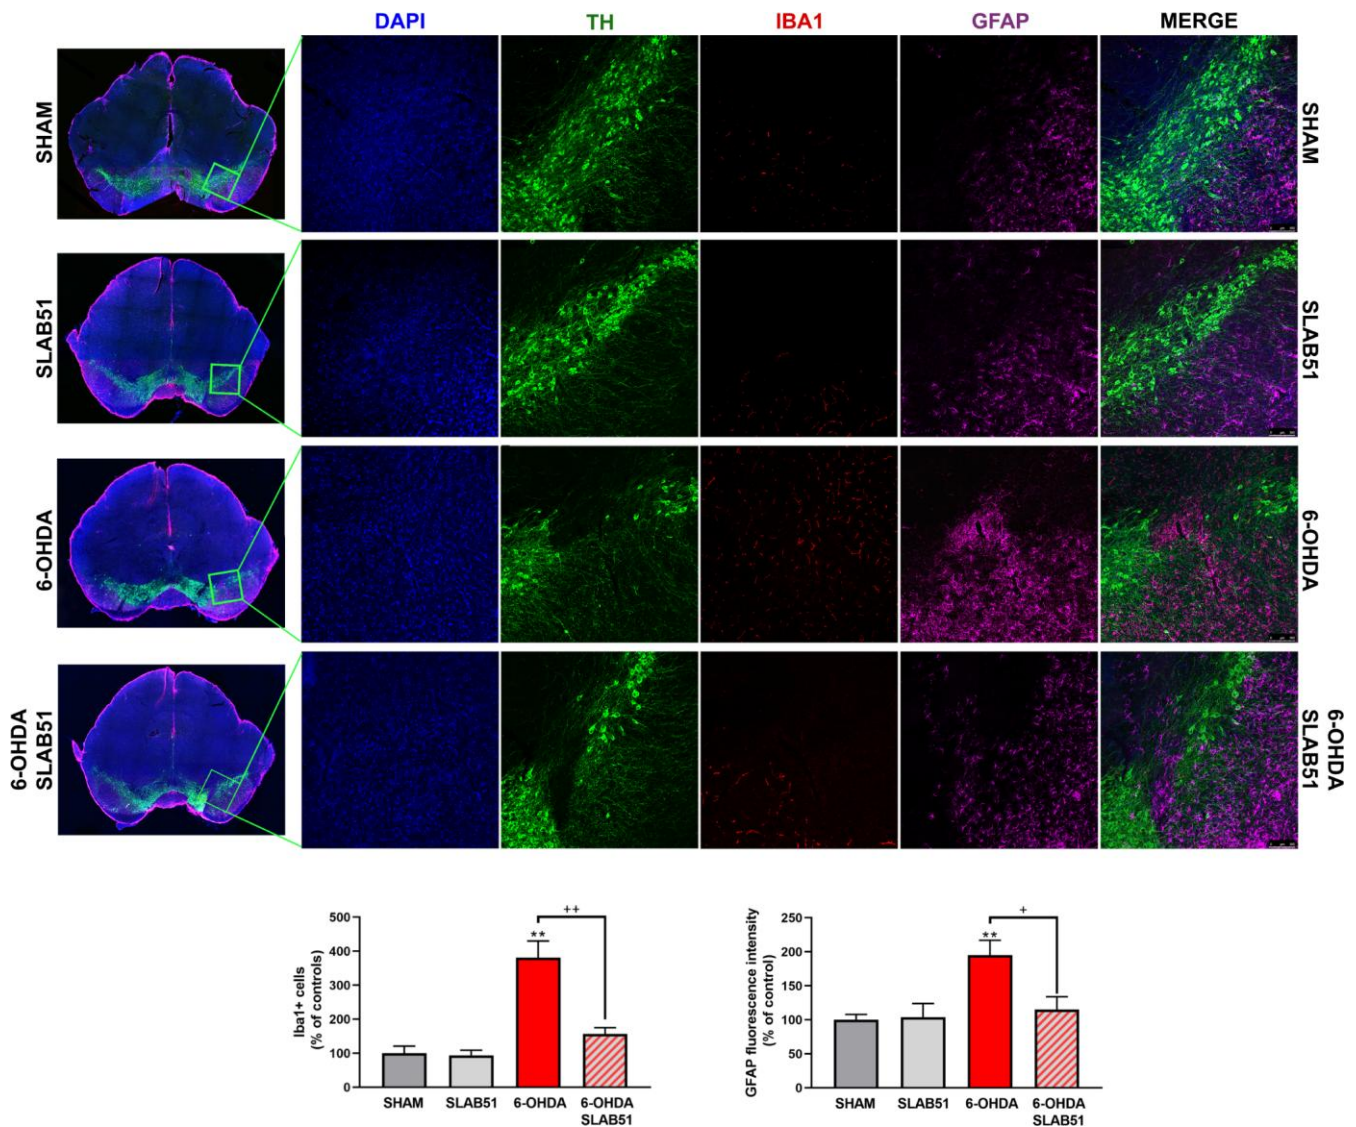 DAPI TH IBA1 GFAP MERGE
SHAM
SHAM
SLAB51
SLAB51
6-OHDA
6-OHDA
6-OHDA
SLAB51
6-OHDA
SLAB51
Iba1+ cells
(% of controls)
500
400
300
200
100
0
++
**
SHAM SLAB51 6-OHDA 6-OHDA
SLAB51
GFAP fluorescence intensity
(% of control)
250
200
150
100
50
0
+
**
SHAM SLAB51 6-OHDA 6-OHDA
SLAB51